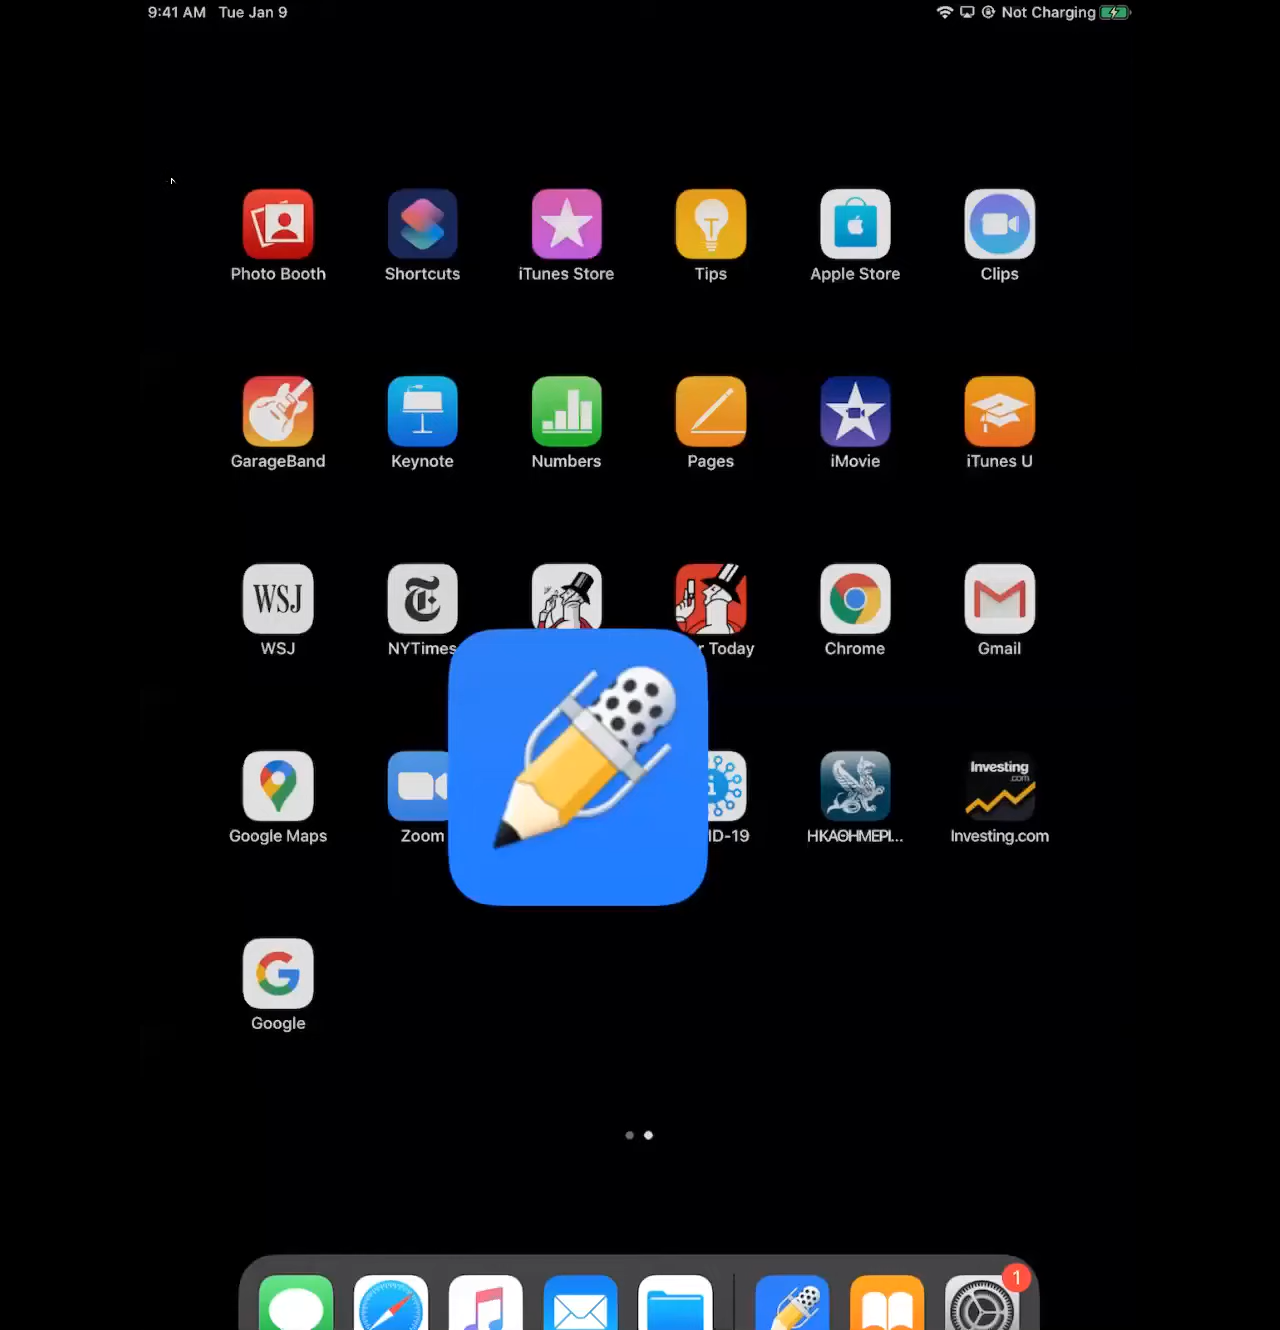 9:41 AM Tue Jan 9
Not Charging
Photo Booth
Shortcuts
iTunes Store
Tips
Apple Store
Clips
GarageBand
Keynote
Numbers
Pages
iMovie
iTunes U
WSJ
WSJ
NYTimes
r Today
Chrome
Gmail
Google Maps
Zoom
ID-19
ΗΚΑΘΗΜΕΡΙ...
Investing
.com
Investing.com
Google
1